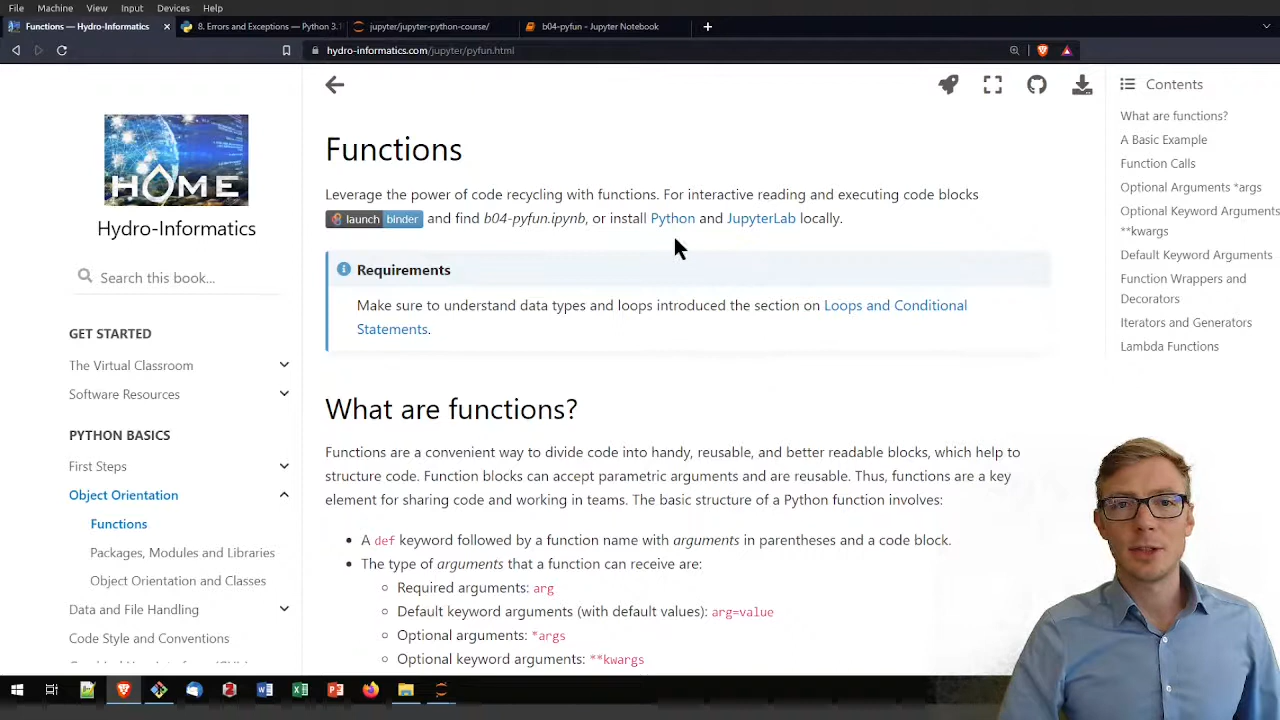 File Machine View Input Devices Help
Functions — Hydro-Informatics
8. Errors and Exceptions — Python 3.1
jupyter/jupyter-python-course/
b04-pyfun - Jupyter Notebook
hydro-informatics.com/jupyter/pyfun.html
HOME
Hydro-Informatics
Search this book...
GET STARTED
The Virtual Classroom
Software Resources
PYTHON BASICS
First Steps
Object Orientation
Functions
Packages, Modules and Libraries
Object Orientation and Classes
Data and File Handling
Code Style and Conventions
Functions
Leverage the power of code recycling with functions. For interactive reading and executing code blocks
launch binder and find b04-pyfun.ipynb, or install Python and JupyterLab locally.
Requirements
Make sure to understand data types and loops introduced the section on Loops and Conditional
Statements.
What are functions?
Functions are a convenient way to divide code into handy, reusable, and better readable blocks, which help to
structure code. Function blocks can accept parametric arguments and are reusable. Thus, functions are a key
element for sharing code and working in teams. The basic structure of a Python function involves:
A def keyword followed by a function name with arguments in parentheses and a code block.
The type of arguments that a function can receive are:
Required arguments: arg
Default keyword arguments (with default values): arg=value
Optional arguments: *args
Optional keyword arguments: **kwargs
Contents
What are functions?
A Basic Example
Function Calls
Optional Arguments *args
Optional Keyword Arguments
**kwargs
Default Keyword Arguments
Function Wrappers and
Decorators
Iterators and Generators
Lambda Functions